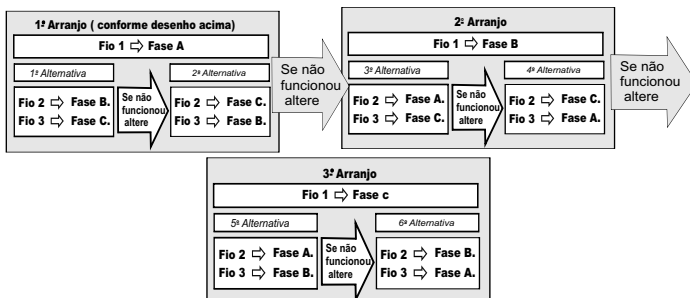 1ª Arranjo ( conforme desenho acima)
Fio 1 ⇨ Fase A
1ª Alternativa
2ª Alternativa
Fio 2 ⇨ Fase B.
Fio 3 ⇨ Fase C.
Se não
funcionou
altere
Fio 2 ⇨ Fase C.
Fio 3 ⇨ Fase B.
Se não
funcionou
altere
2ª Arranjo
Fio 1 ⇨ Fase B
3ª Alternativa
4ª Alternativa
Fio 2 ⇨ Fase A.
Fio 3 ⇨ Fase C.
Se não
funcionou
altere
Fio 2 ⇨ Fase C.
Fio 3 ⇨ Fase A.
Se não
funcionou
altere
3ª Arranjo
Fio 1 ⇨ Fase c
5ª Alternativa
6ª Alternativa
Fio 2 ⇨ Fase A.
Fio 3 ⇨ Fase B.
Se não
funcionou
altere
Fio 2 ⇨ Fase B.
Fio 3 ⇨ Fase A.